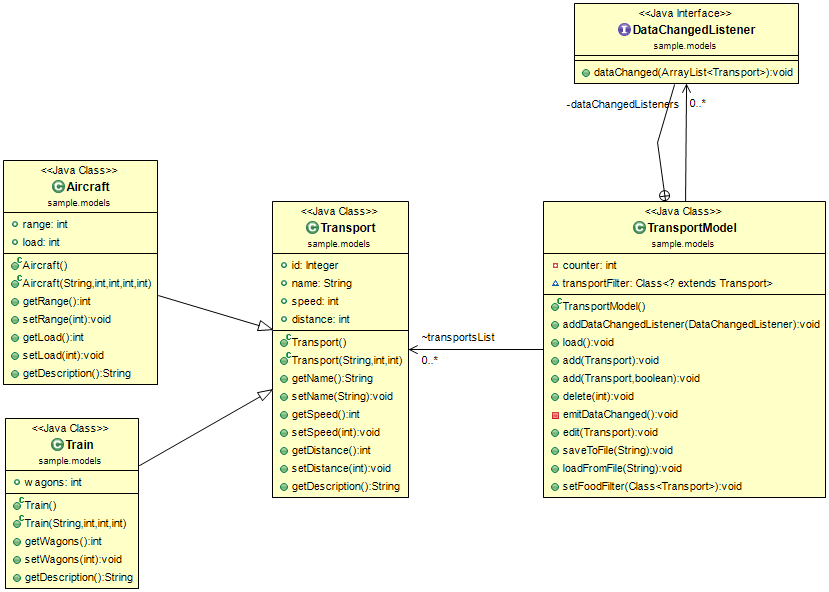 <<Java Interface>>
DataChangedListener
sample.models
dataChanged(ArrayList<Transport>):void
-dataChangedListeners
0..*
<<Java Class>>
Aircraft
sample.models
range: int
load: int
Aircraft()
Aircraft(String,int,int,int,int)
getRange():int
setRange(int):void
getLoad():int
setLoad(int):void
getDescription():String
<<Java Class>>
Transport
sample.models
id: Integer
name: String
speed: int
distance: int
Transport()
Transport(String,int,int)
getName():String
setName(String):void
getSpeed():int
setSpeed(int):void
getDistance():int
setDistance(int):void
getDescription():String
~transportsList
0..*
<<Java Class>>
TransportModel
sample.models
counter: int
transportFilter: Class<? extends Transport>
TransportModel()
addDataChangedListener(DataChangedListener):void
load():void
add(Transport):void
add(Transport,boolean):void
delete(int):void
emitDataChanged():void
edit(Transport):void
saveToFile(String):void
loadFromFile(String):void
setFoodFilter(Class<Transport>):void
<<Java Class>>
Train
sample.models
wagons: int
Train()
Train(String,int,int,int)
getWagons():int
setWagons(int):void
getDescription():String